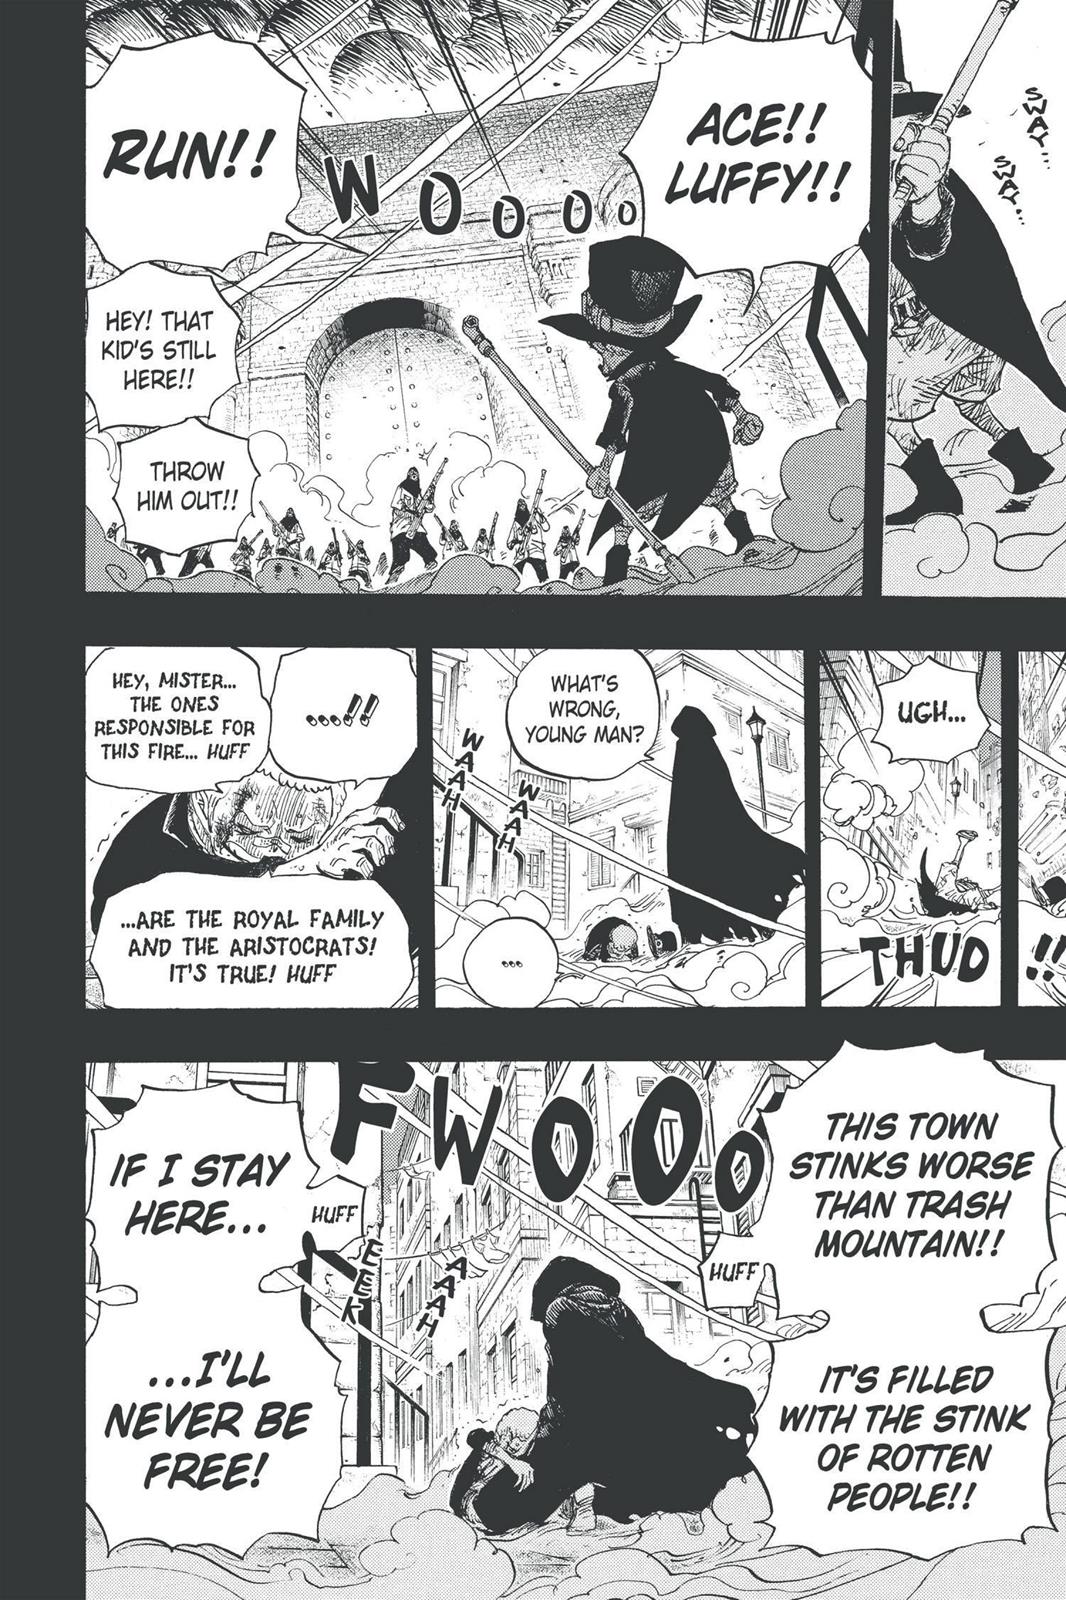 SWAY...
SWAY...
ACE!!
LUFFY!!
WOOOOO
RUN!!
HEY! THAT
KID'S STILL
HERE!!
THROW
HIM OUT!!
!!
UGH...
THUD
WHAT'S
WRONG,
YOUNG MAN?
WAAH
WAAH
...
...!!
HEY, MISTER...
THE ONES
RESPONSIBLE FOR
THIS FIRE... HUFF
...ARE THE ROYAL FAMILY
AND THE ARISTOCRATS!
IT'S TRUE! HUFF
THIS TOWN
STINKS WORSE
THAN TRASH
MOUNTAIN!!
HUFF
IT'S FILLED
WITH THE STINK
OF ROTTEN
PEOPLE!!
FWOOO
AAAH
EEEK
IF I STAY
HERE...
HUFF
...I'LL
NEVER BE
FREE!